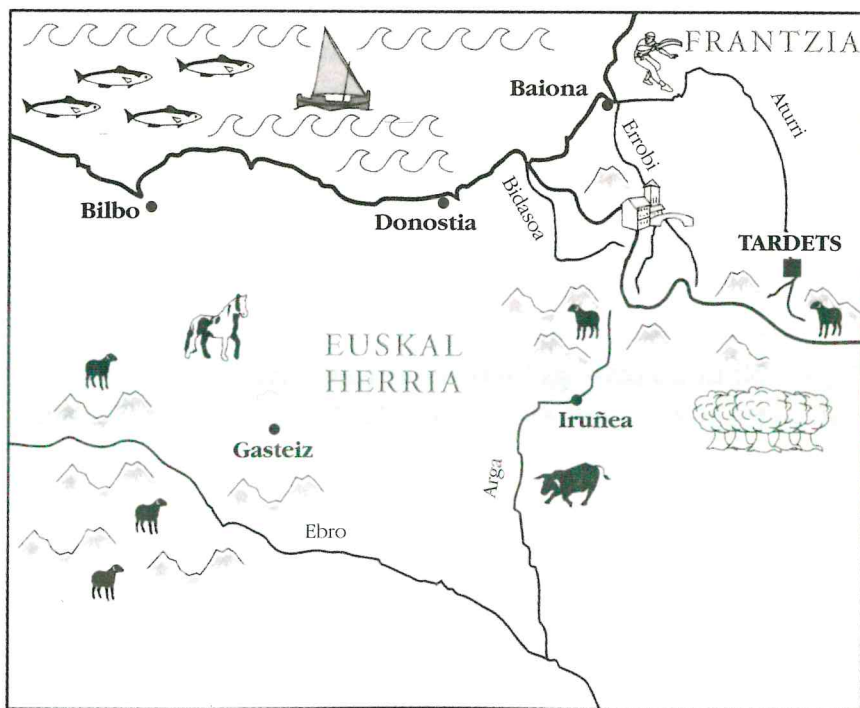 FRANTZIA
Baiona
Errobi
Aturri
Bilbo
Donostia
Bidasoa
TARDETS
EUSKAL
HERRIA
Iruñea
Gasteiz
Arga
Ebro